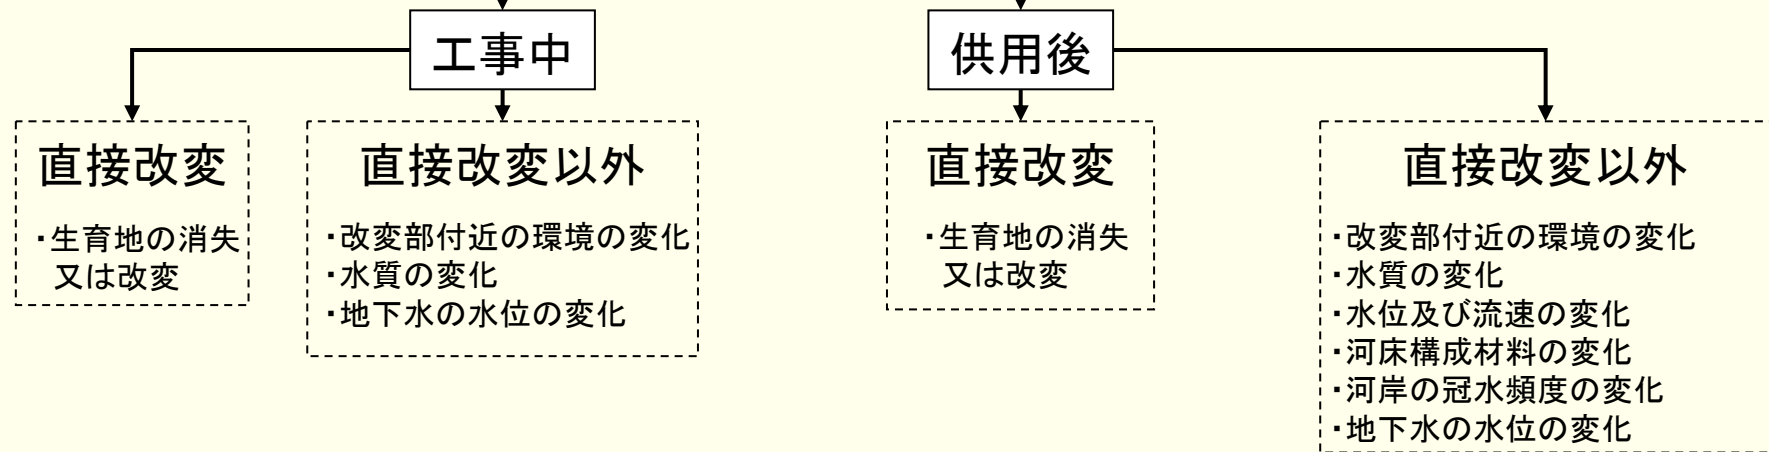 工事中
供用後
直接改変
・生育地の消失
又は改変
直接改変以外
・改変部付近の環境の変化
・水質の変化
・地下水の水位の変化
直接改変
・生育地の消失
又は改変
直接改変以外
・改変部付近の環境の変化
・水質の変化
・水位及び流速の変化
・河床構成材料の変化
・河岸の冠水頻度の変化
・地下水の水位の変化